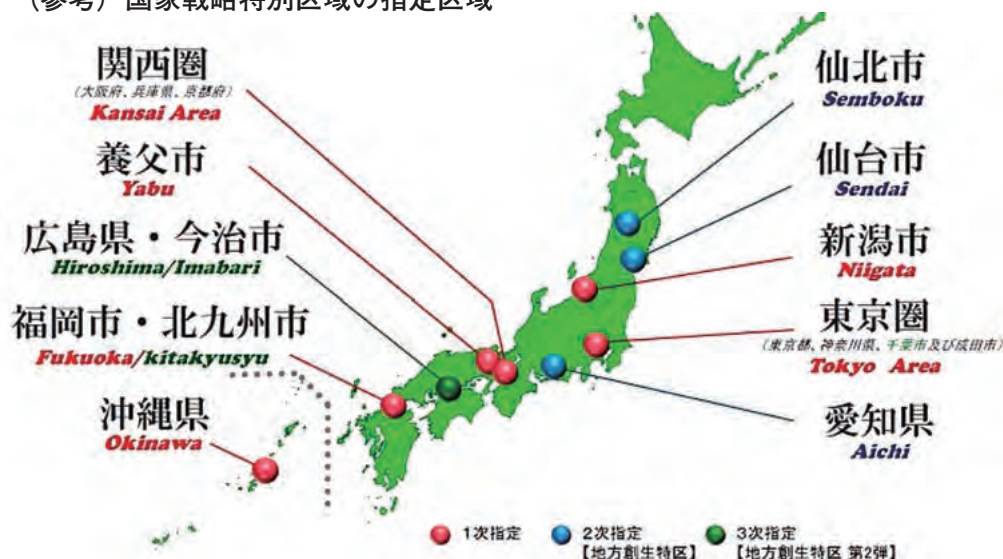 (参考) 国家戦略特別区域の指定区域
関西圏
(大阪府、兵庫県、京都府)
Kansai Area
養父市
Yabu
広島県・今治市
Hiroshima/Imabari
福岡市・北九州市
Fukuoka/kitakyusyu
沖縄県
Okinawa
仙北市
Semboku
仙台市
Sendai
新潟市
Niigata
東京圏
(東京都、神奈川県、千葉市及び成田市)
Tokyo Area
愛知県
Aichi
1次指定
2次指定
【地方創生特区】
3次指定
【地方創生特区 第2弾】